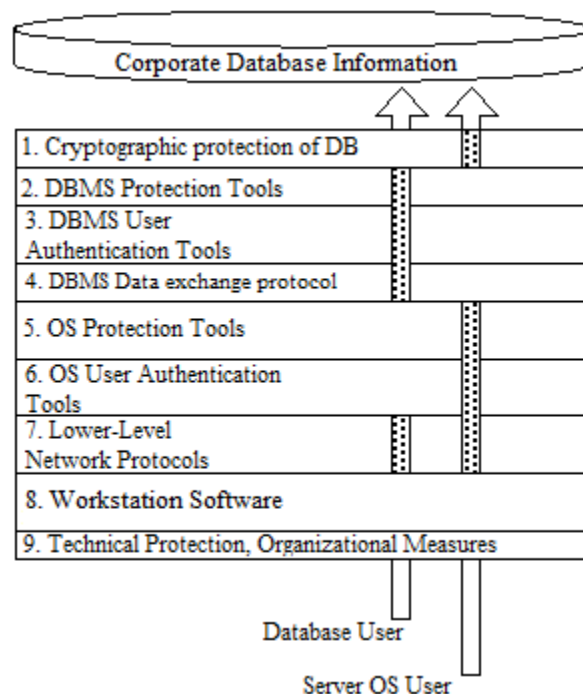 Corporate Database Information
1. Cryptographic protection of DB
2. DBMS Protection Tools
3. DBMS User
Authentication Tools
4. DBMS Data exchange protocol
5. OS Protection Tools
6. OS User Authentication
Tools
7. Lower-Level
Network Protocols
8. Workstation Software
9. Technical Protection, Organizational Measures
Database User
Server OS User